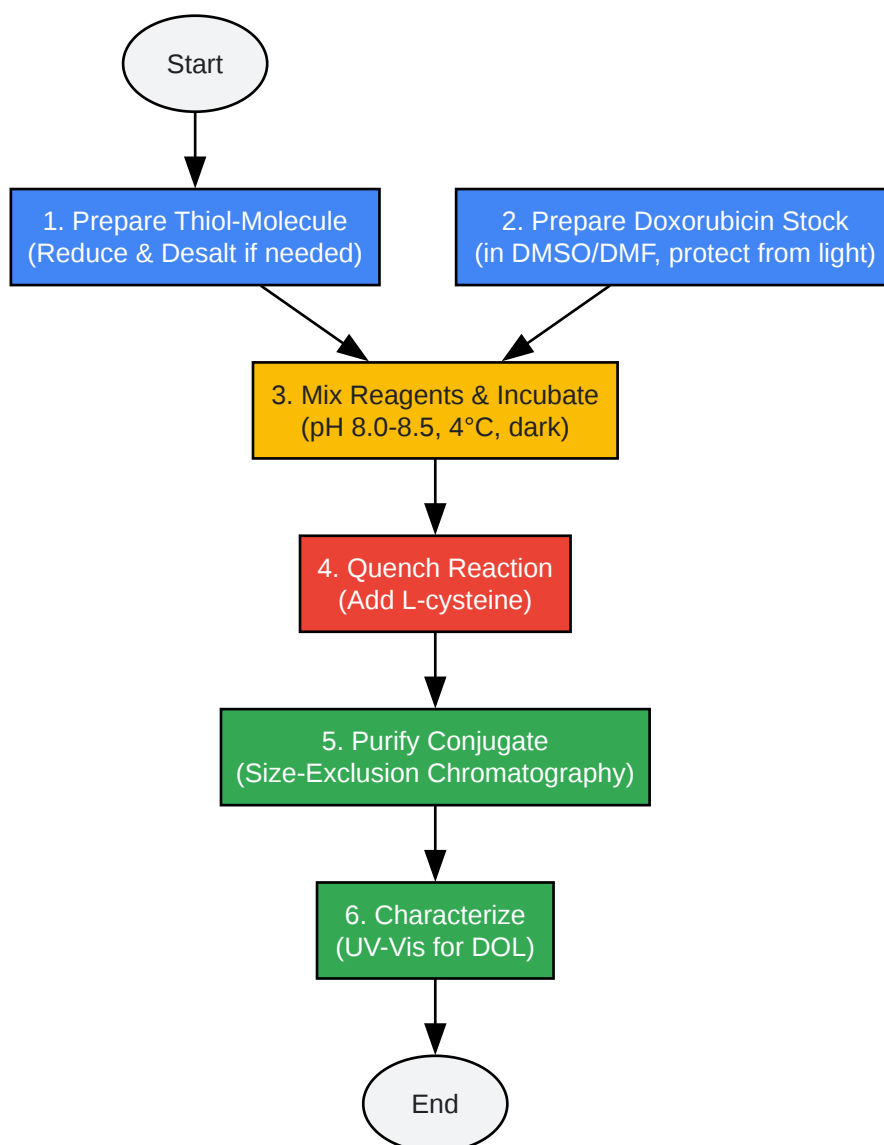 Start
1. Prepare Thiol-Molecule
(Reduce & Desalt if needed)
2. Prepare Doxorubicin Stock
(in DMSO/DMF, protect from light)
3. Mix Reagents & Incubate
(pH 8.0-8.5, 4°C, dark)
4. Quench Reaction
(Add L-cysteine)
5. Purify Conjugate
(Size-Exclusion Chromatography)
6. Characterize
(UV-Vis for DOL)
End